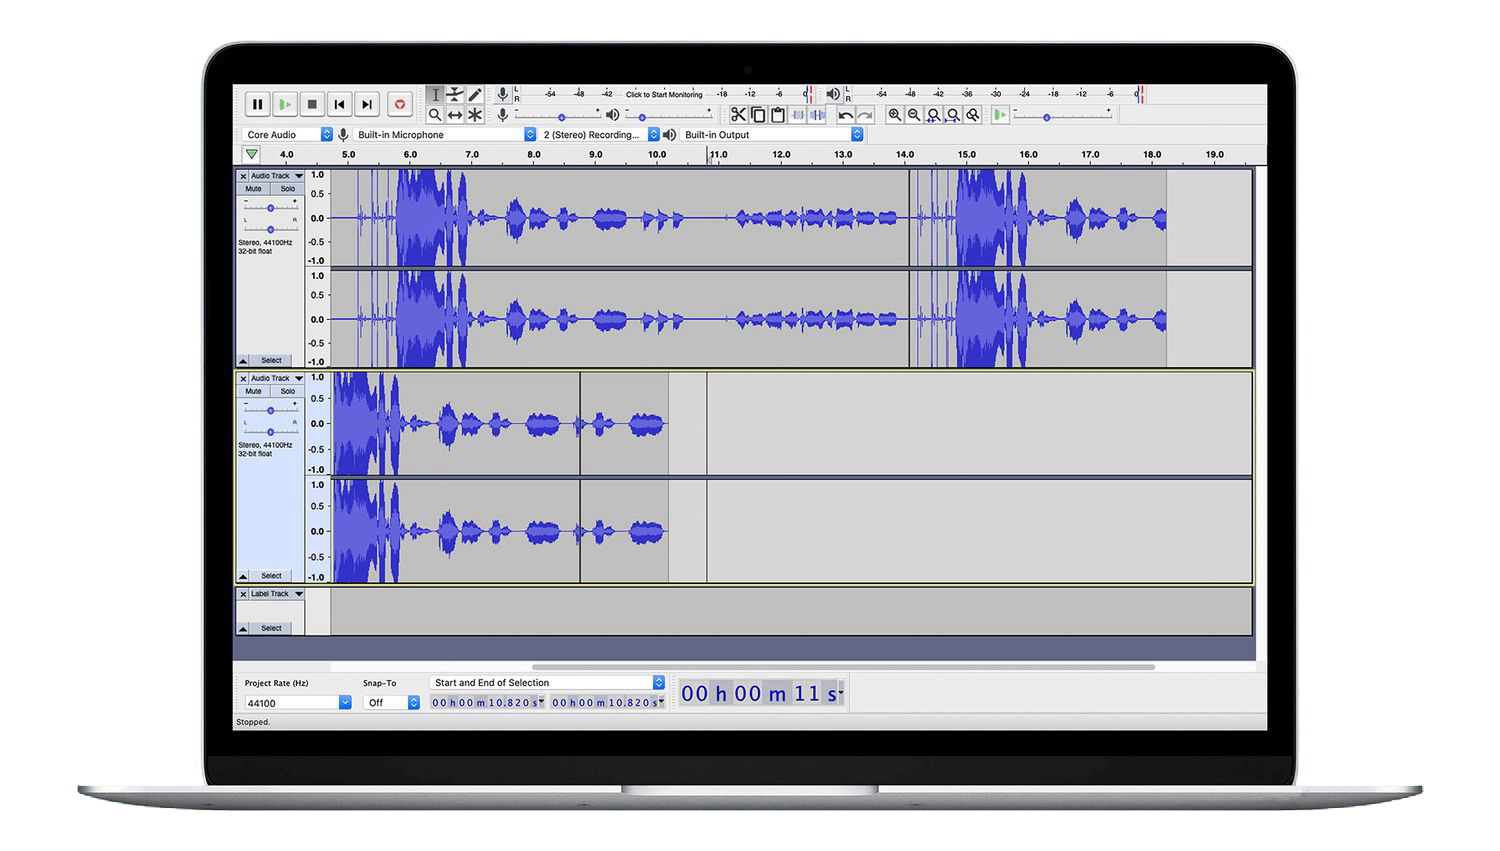 L -54 -48 -42 Click to Start Monitoring -18 -12 -6 0 L -54 -48 -42 -36 -30 -24 -18 -12 -6 0
R R
- + - + - +
Core Audio Built-in Microphone 2 (Stereo) Recording... Built-in Output
4.0 5.0 6.0 7.0 8.0 9.0 10.0 11.0 12.0 13.0 14.0 15.0 16.0 17.0 18.0 19.0
Audio Track 1.0
Mute Solo 0.5
- +
L R 0.0
Stereo, 44100Hz -0.5
32-bit float
-1.0
1.0
0.5
0.0
-0.5
Select -1.0
Audio Track 1.0
Mute Solo
- + 0.5
L R 0.0
Stereo, 44100Hz -0.5
32-bit float
-1.0
1.0
0.5
0.0
-0.5
Select -1.0
Label Track
Select
Project Rate (Hz) Snap-To Start and End of Selection
44100 Off 00 h 00 m 10.820 s 00 h 00 m 10.820 s 00 h 00 m 11 s
Stopped.